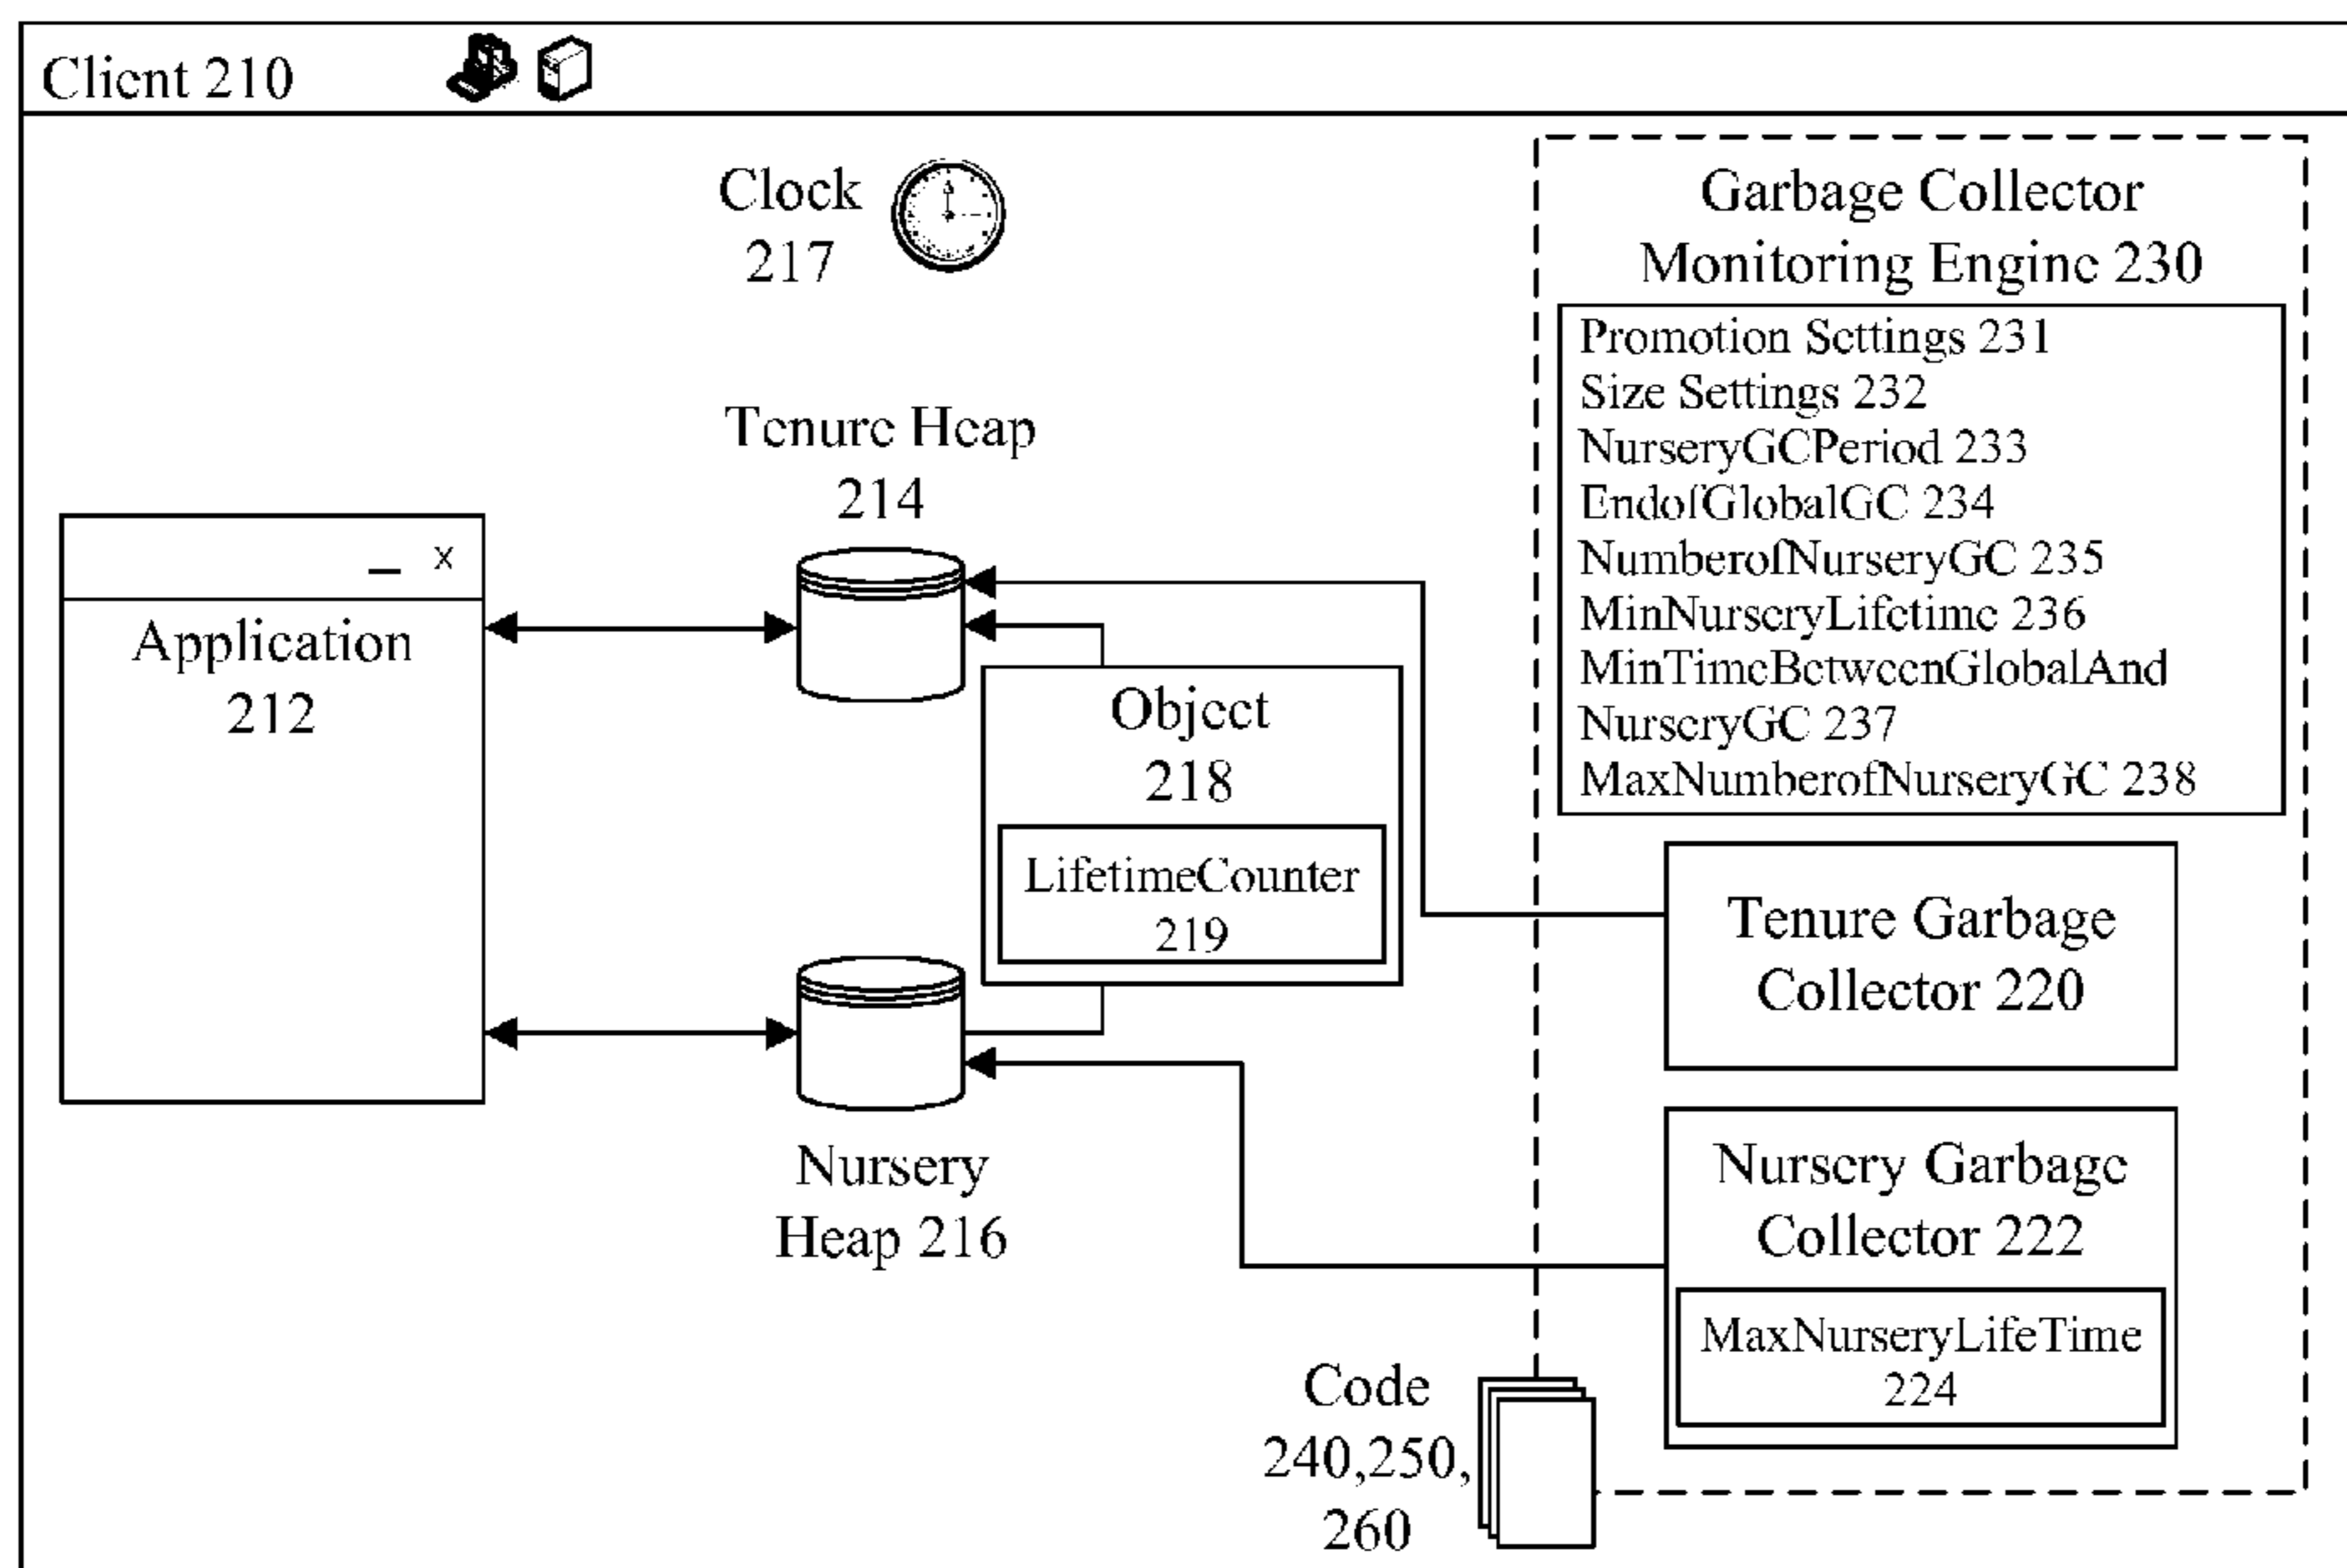 Client 210
Clock
217
Garbage Collector
Monitoring Engine 230
Promotion Settings 231
Size Settings 232
NurseryGCPeriod 233
EndofGlobalGC 234
NumberofNurseryGC 235
MinNurseryLifetime 236
MinTimeBetweenGlobalAnd
NurseryGC 237
MaxNumberofNurseryGC 238
Tenure Heap
214
_ x
Application
212
Object
218
LifetimeCounter
219
Tenure Garbage
Collector 220
Nursery
Heap 216
Nursery Garbage
Collector 222
MaxNurseryLifeTime
224
Code
240,250,
260